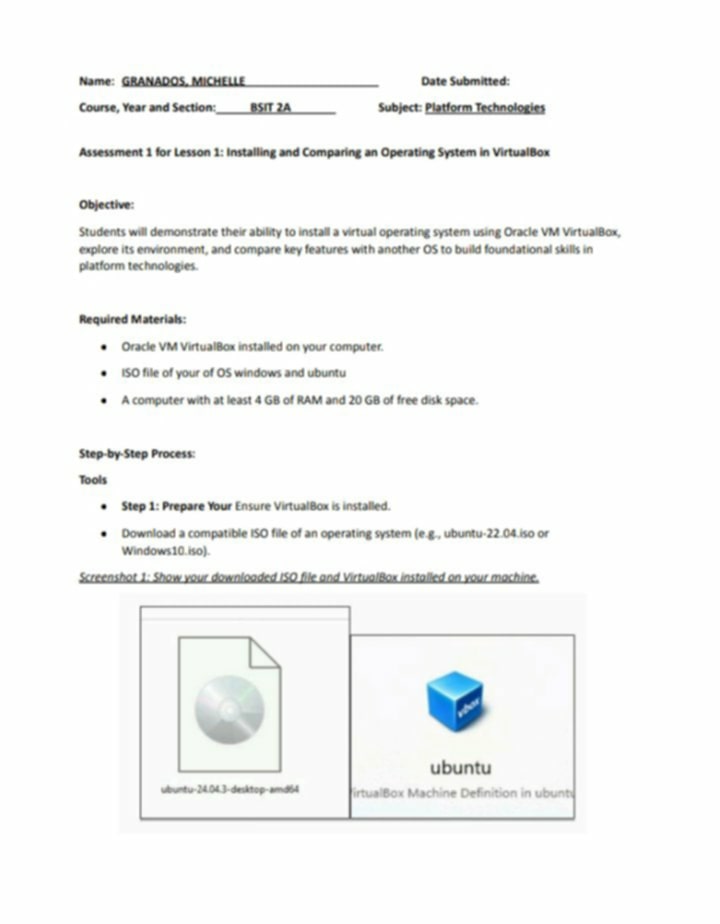 Name: GRANADOS, MICHELLE Date Submitted:
Course, Year and Section: BSIT 2A Subject: Platform Technologies
Assessment 1 for Lesson 1: Installing and Comparing an Operating System in VirtualBox
Objective:
Students will demonstrate their ability to install a virtual operating system using Oracle VM VirtualBox,
explore its environment, and compare key features with another OS to build foundational skills in
platform technologies.
Required Materials:
• Oracle VM VirtualBox installed on your computer.
• ISO file of your of OS windows and ubuntu
• A computer with at least 4 GB of RAM and 20 GB of free disk space.
Step-by-Step Process:
Tools
• Step 1: Prepare Your Ensure VirtualBox is installed.
• Download a compatible ISO file of an operating system (e.g., ubuntu-22.04.iso or
Windows10.iso).
Screenshot 1: Show your downloaded ISO file and VirtualBox installed on your machine.
vbox
ubuntu
ubuntu-24.04.3-desktop-amd64
irtualBox Machine Definition in ubuntu